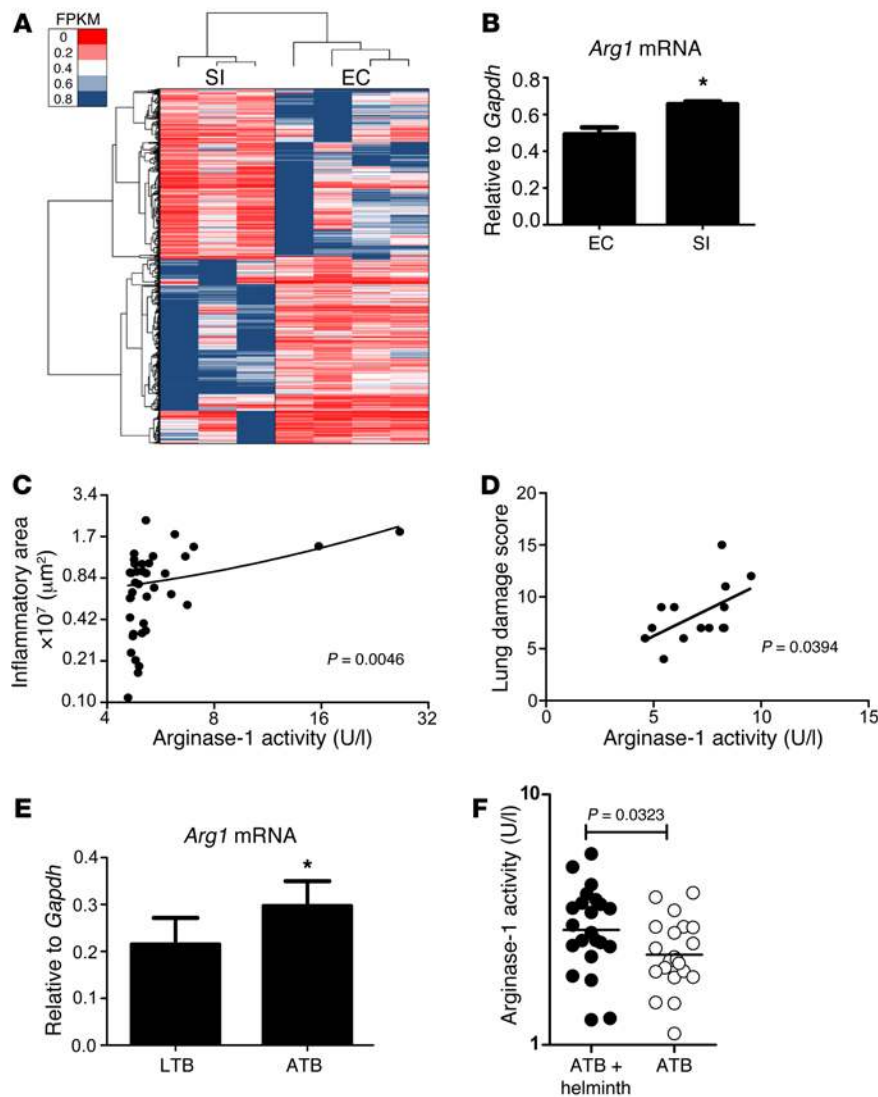 A
FPKM
0
0.2
0.4
0.6
0.8
SI EC
B
Arg1 mRNA
Relative to Gapdh
0.8
0.6
0.4
0.2
0.0
*
EC SI
C
Inflammatory area
×10⁷ (μm²)
3.4
1.7
0.84
0.42
0.21
0.10
P = 0.0046
4 8 16 32
Arginase-1 activity (U/l)
D
Lung damage score
20
15
10
5
0
P = 0.0394
0 5 10 15
Arginase-1 activity (U/l)
E
Arg1 mRNA
Relative to Gapdh
0.4
0.3
0.2
0.1
0.0
*
LTB ATB
F
Arginase-1 activity (U/l)
10
1
P = 0.0323
ATB + ATB
helminth